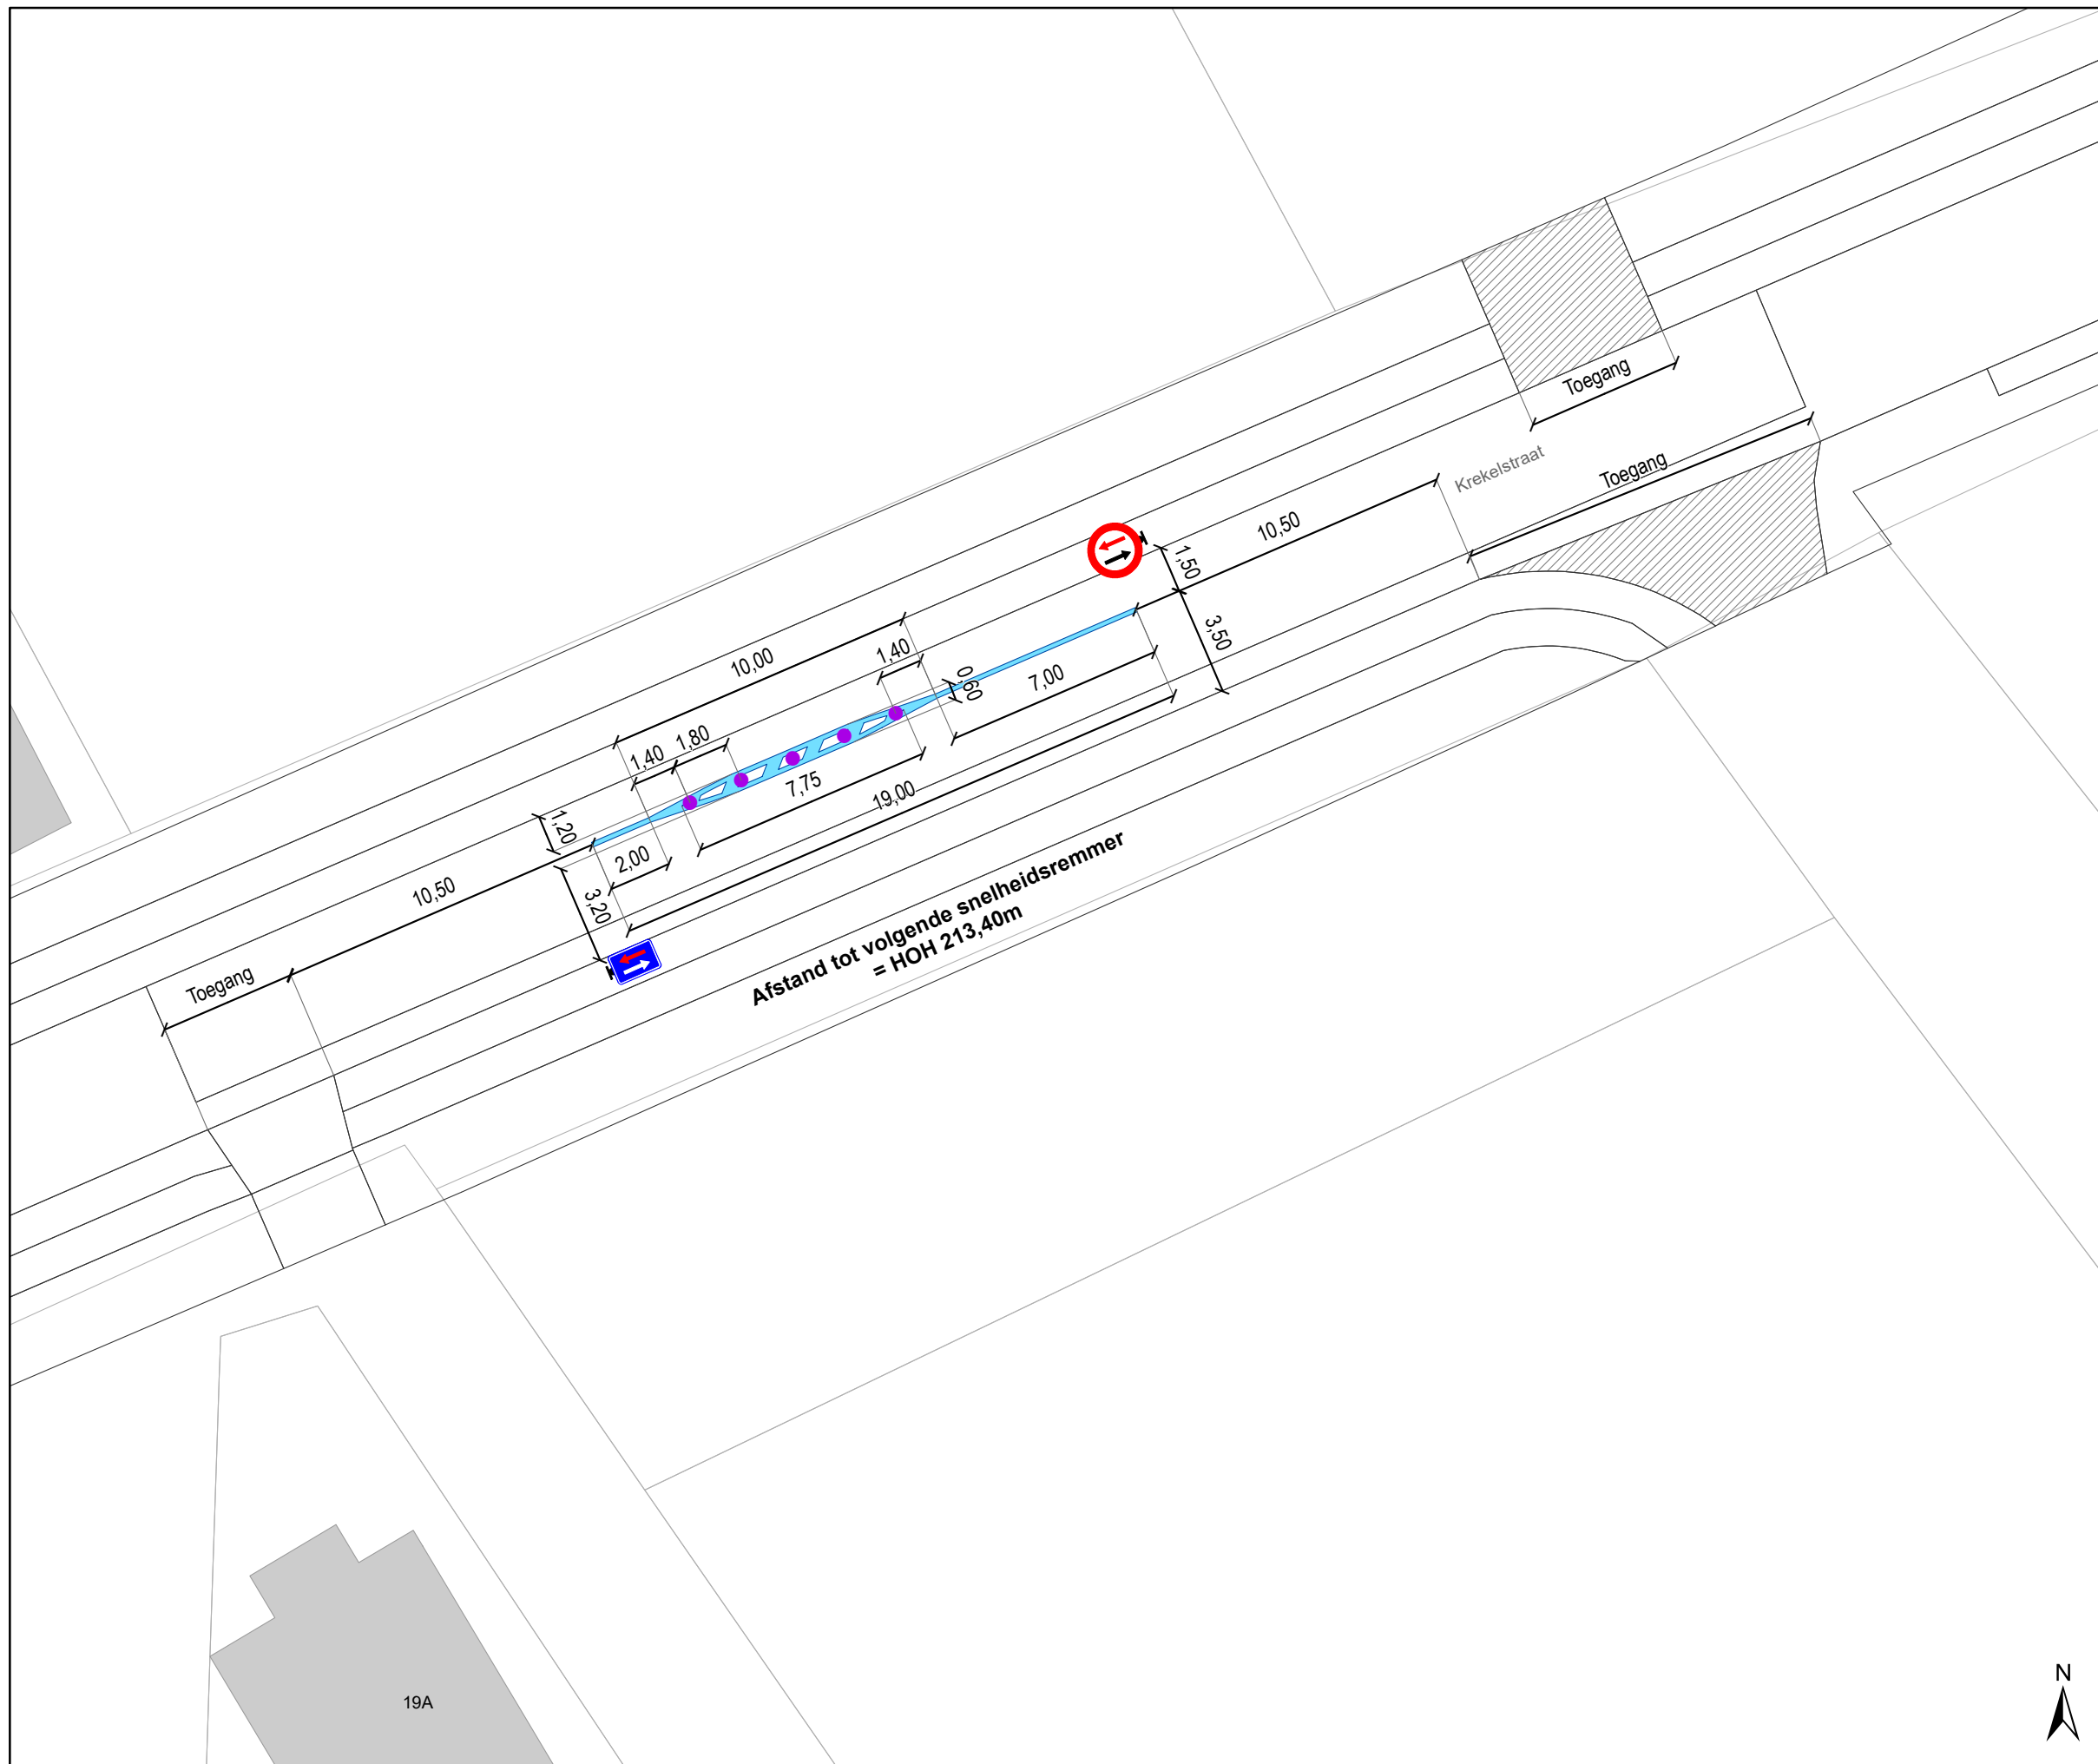 Toegang
Krekelstraat
Toegang
10,50
1,50
3,50
10,00
1,40
0,60
7,00
1,40
1,80
7,75
19,00
1,20
2,00
3,20
10,50
Toegang
Afstand tot volgende snelheidsremmer
= HOH 213,40m
19A
N